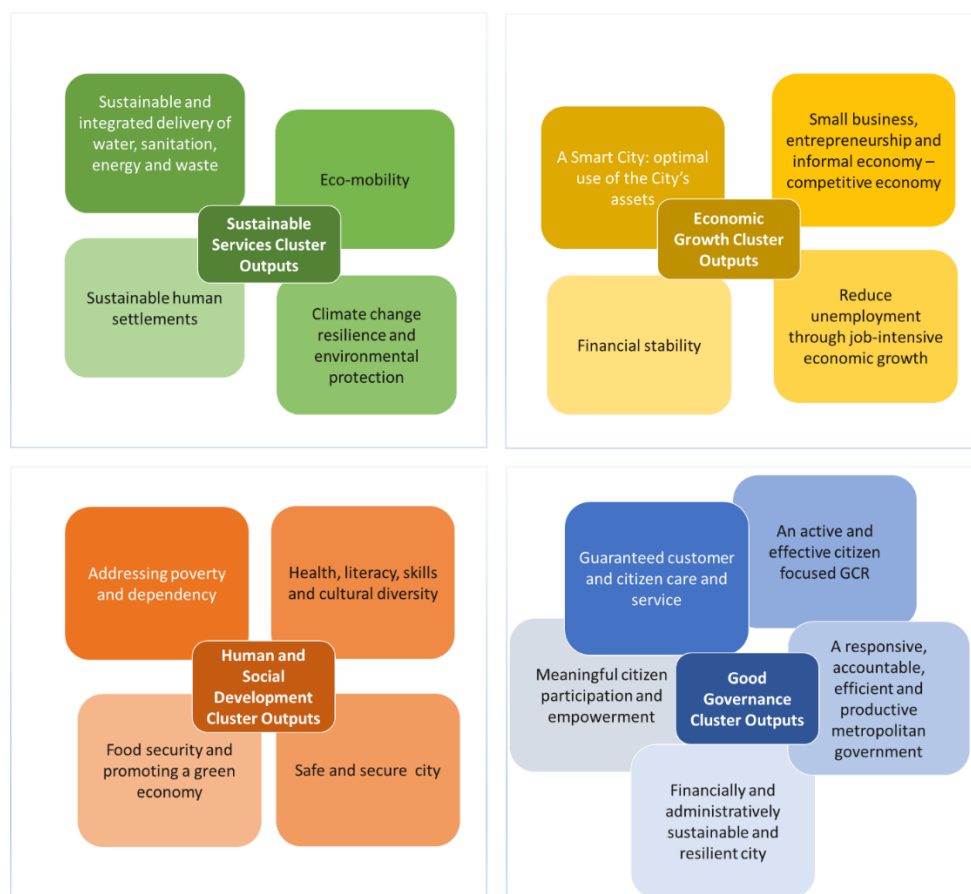 Sustainable and
integrated delivery of
water, sanitation,
energy and waste
Eco-mobility
Sustainable
Services Cluster
Outputs
Sustainable human
settlements
Climate change
resilience and
environmental
protection
A Smart City: optimal
use of the City's
assets
Small business,
entrepreneurship and
informal economy –
competitive economy
Economic
Growth Cluster
Outputs
Financial stability
Reduce
unemployment
through job-intensive
economic growth
Addressing poverty
and dependency
Health, literacy, skills
and cultural diversity
Human and
Social
Development
Cluster Outputs
Food security and
promoting a green
economy
Safe and secure city
Guaranteed customer
and citizen care and
service
An active and
effective citizen
focused GCR
Meaningful citizen
participation and
empowerment
Good
Governance
Cluster Outputs
A responsive,
accountable,
efficient and
productive
metropolitan
government
Financially and
administratively
sustainable and
resilient city